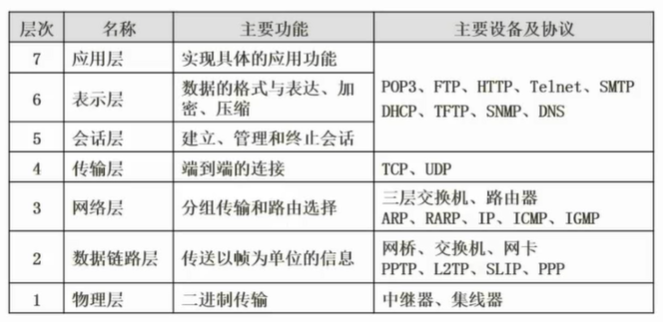 层次 名称 主要功能 主要设备及协议
7 应用层 实现具体的应用功能
POP3、FTP、HTTP、Telnet、SMTP
DHCP、TFTP、SNMP、DNS
6 表示层 数据的格式与表达、加
密、压缩
5 会话层 建立、管理和终止会话
4 传输层 端到端的连接 TCP、UDP
3 网络层 分组传输和路由选择 三层交换机、路由器
ARP、RARP、IP、ICMP、IGMP
2 数据链路层 传送以帧为单位的信息 网桥、交换机、网卡
PPTP、L2TP、SLIP、PPP
1 物理层 二进制传输 中继器、集线器